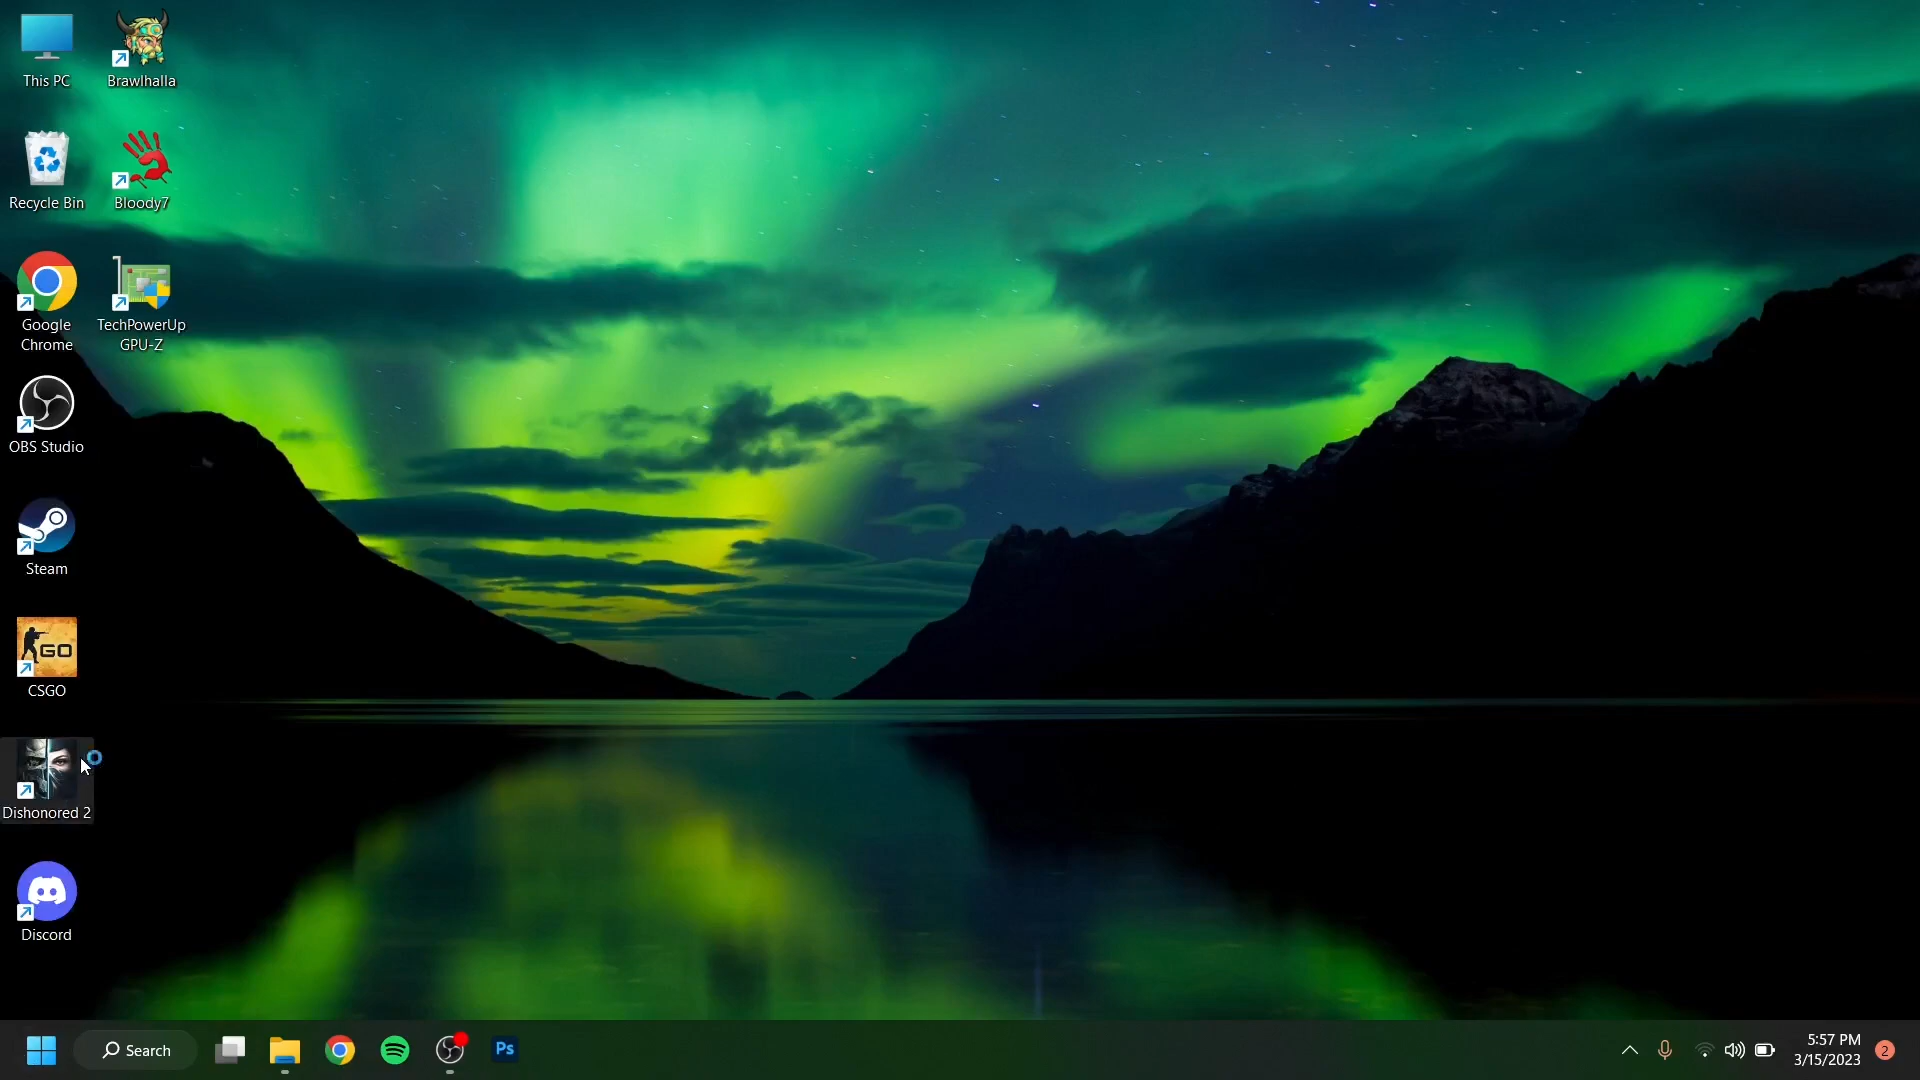 This PC
Brawlhalla
Recycle Bin
Bloody7
Google
Chrome
TechPowerUp
GPU-Z
OBS Studio
Steam
GO
CSGO
Dishonored 2
Discord
Search
Ps
5:57 PM
3/15/2023
2